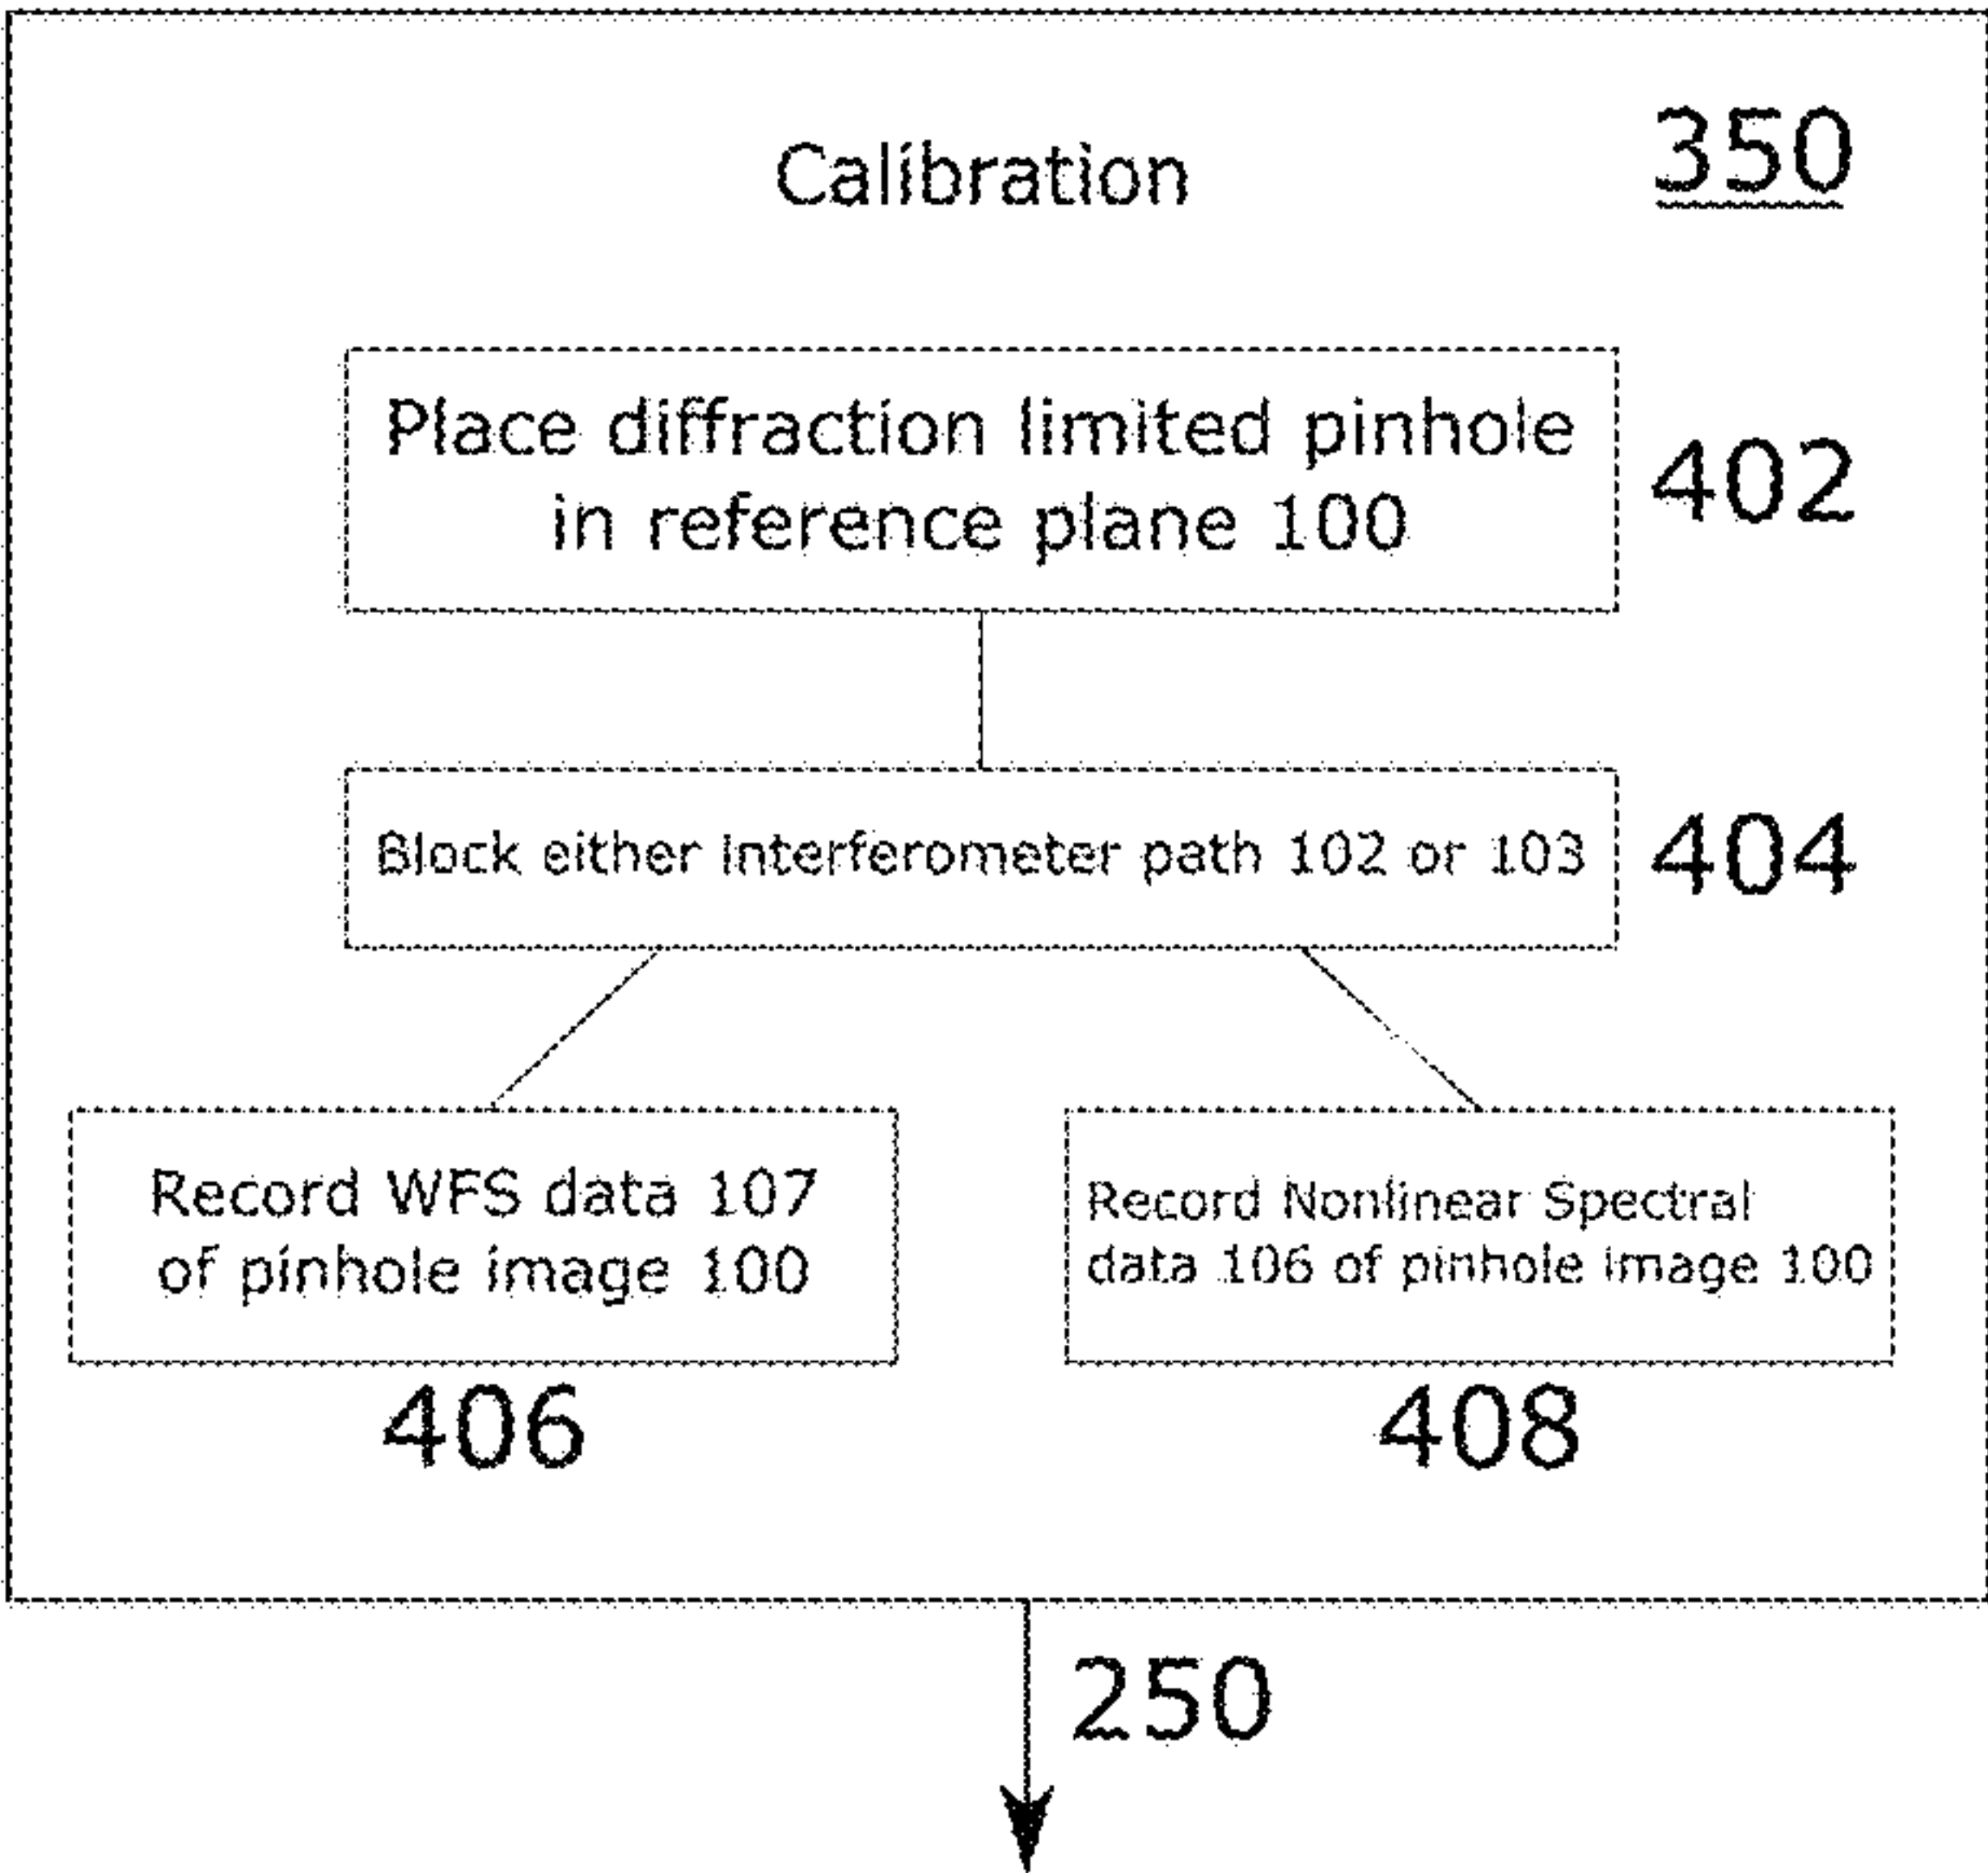 Calibration
350
Place diffraction limited pinhole
in reference plane 100
402
Block either interferometer path 102 or 103
404
Record WFS data 107
of pinhole image 100
406
Record Nonlinear Spectral
data 106 of pinhole image 100
408
250